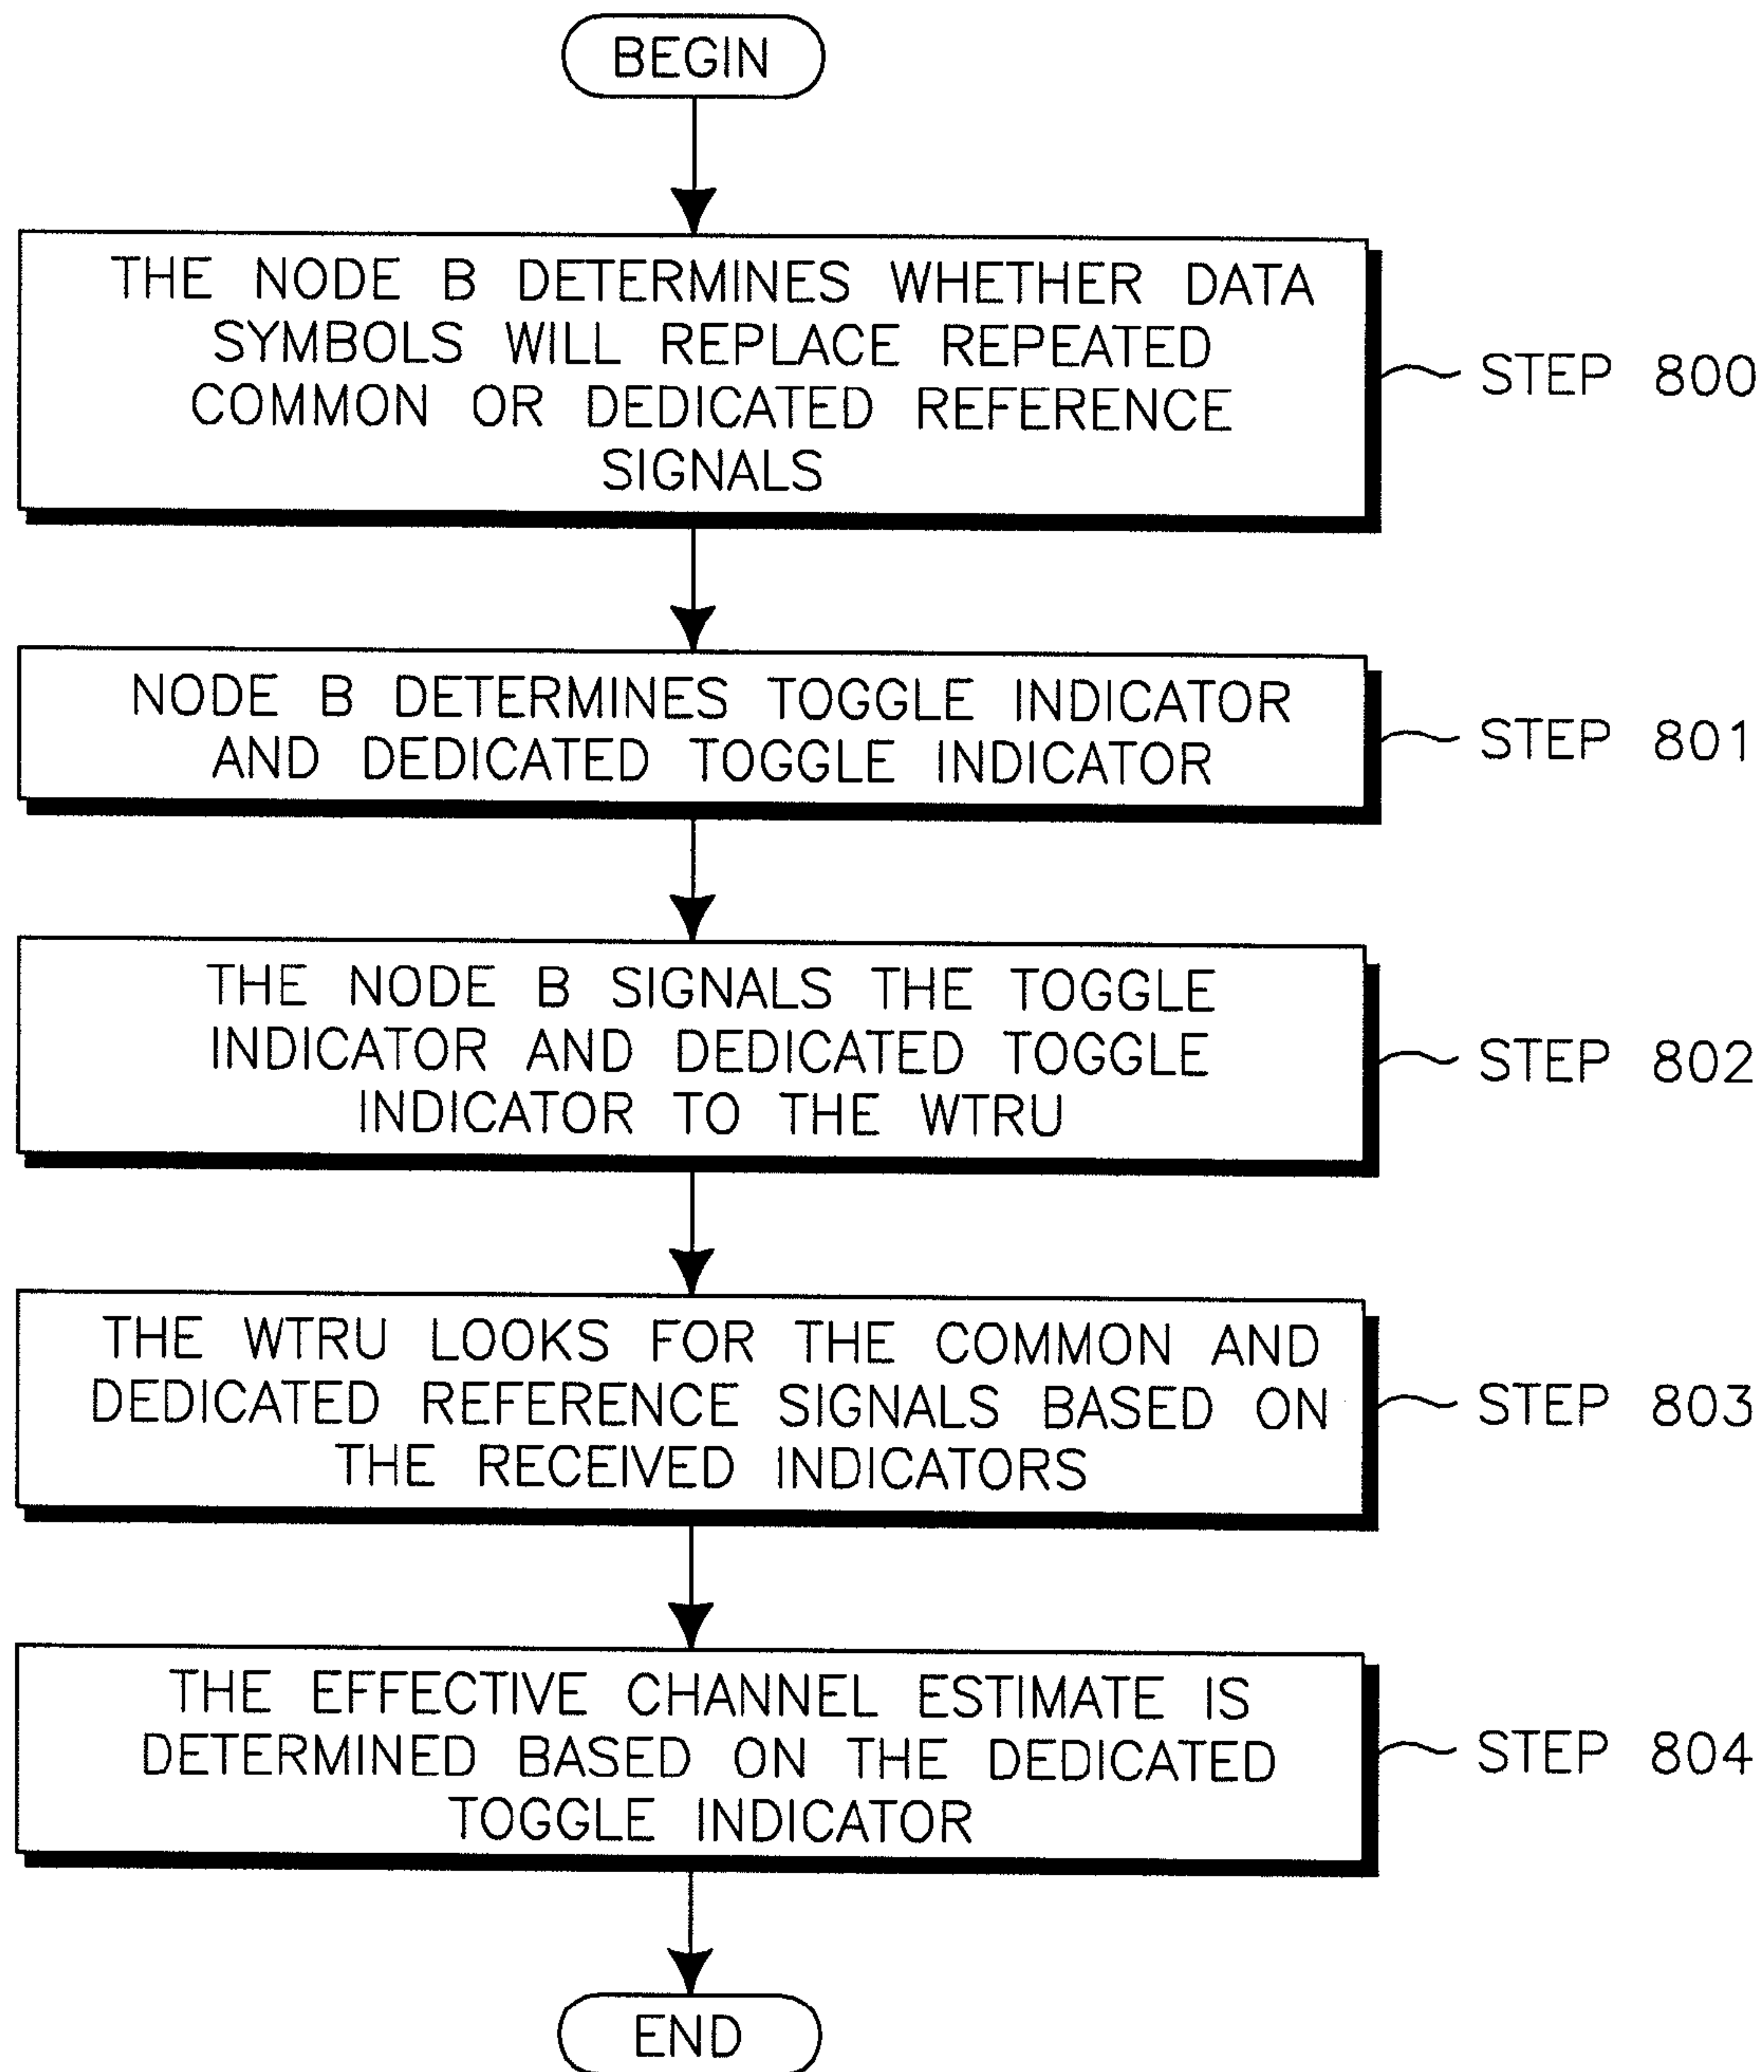 BEGIN
THE NODE B DETERMINES WHETHER DATA
SYMBOLS WILL REPLACE REPEATED
COMMON OR DEDICATED REFERENCE
SIGNALS
STEP 800
NODE B DETERMINES TOGGLE INDICATOR
AND DEDICATED TOGGLE INDICATOR
STEP 801
THE NODE B SIGNALS THE TOGGLE
INDICATOR AND DEDICATED TOGGLE
INDICATOR TO THE WTRU
STEP 802
THE WTRU LOOKS FOR THE COMMON AND
DEDICATED REFERENCE SIGNALS BASED ON
THE RECEIVED INDICATORS
STEP 803
THE EFFECTIVE CHANNEL ESTIMATE IS
DETERMINED BASED ON THE DEDICATED
TOGGLE INDICATOR
STEP 804
END